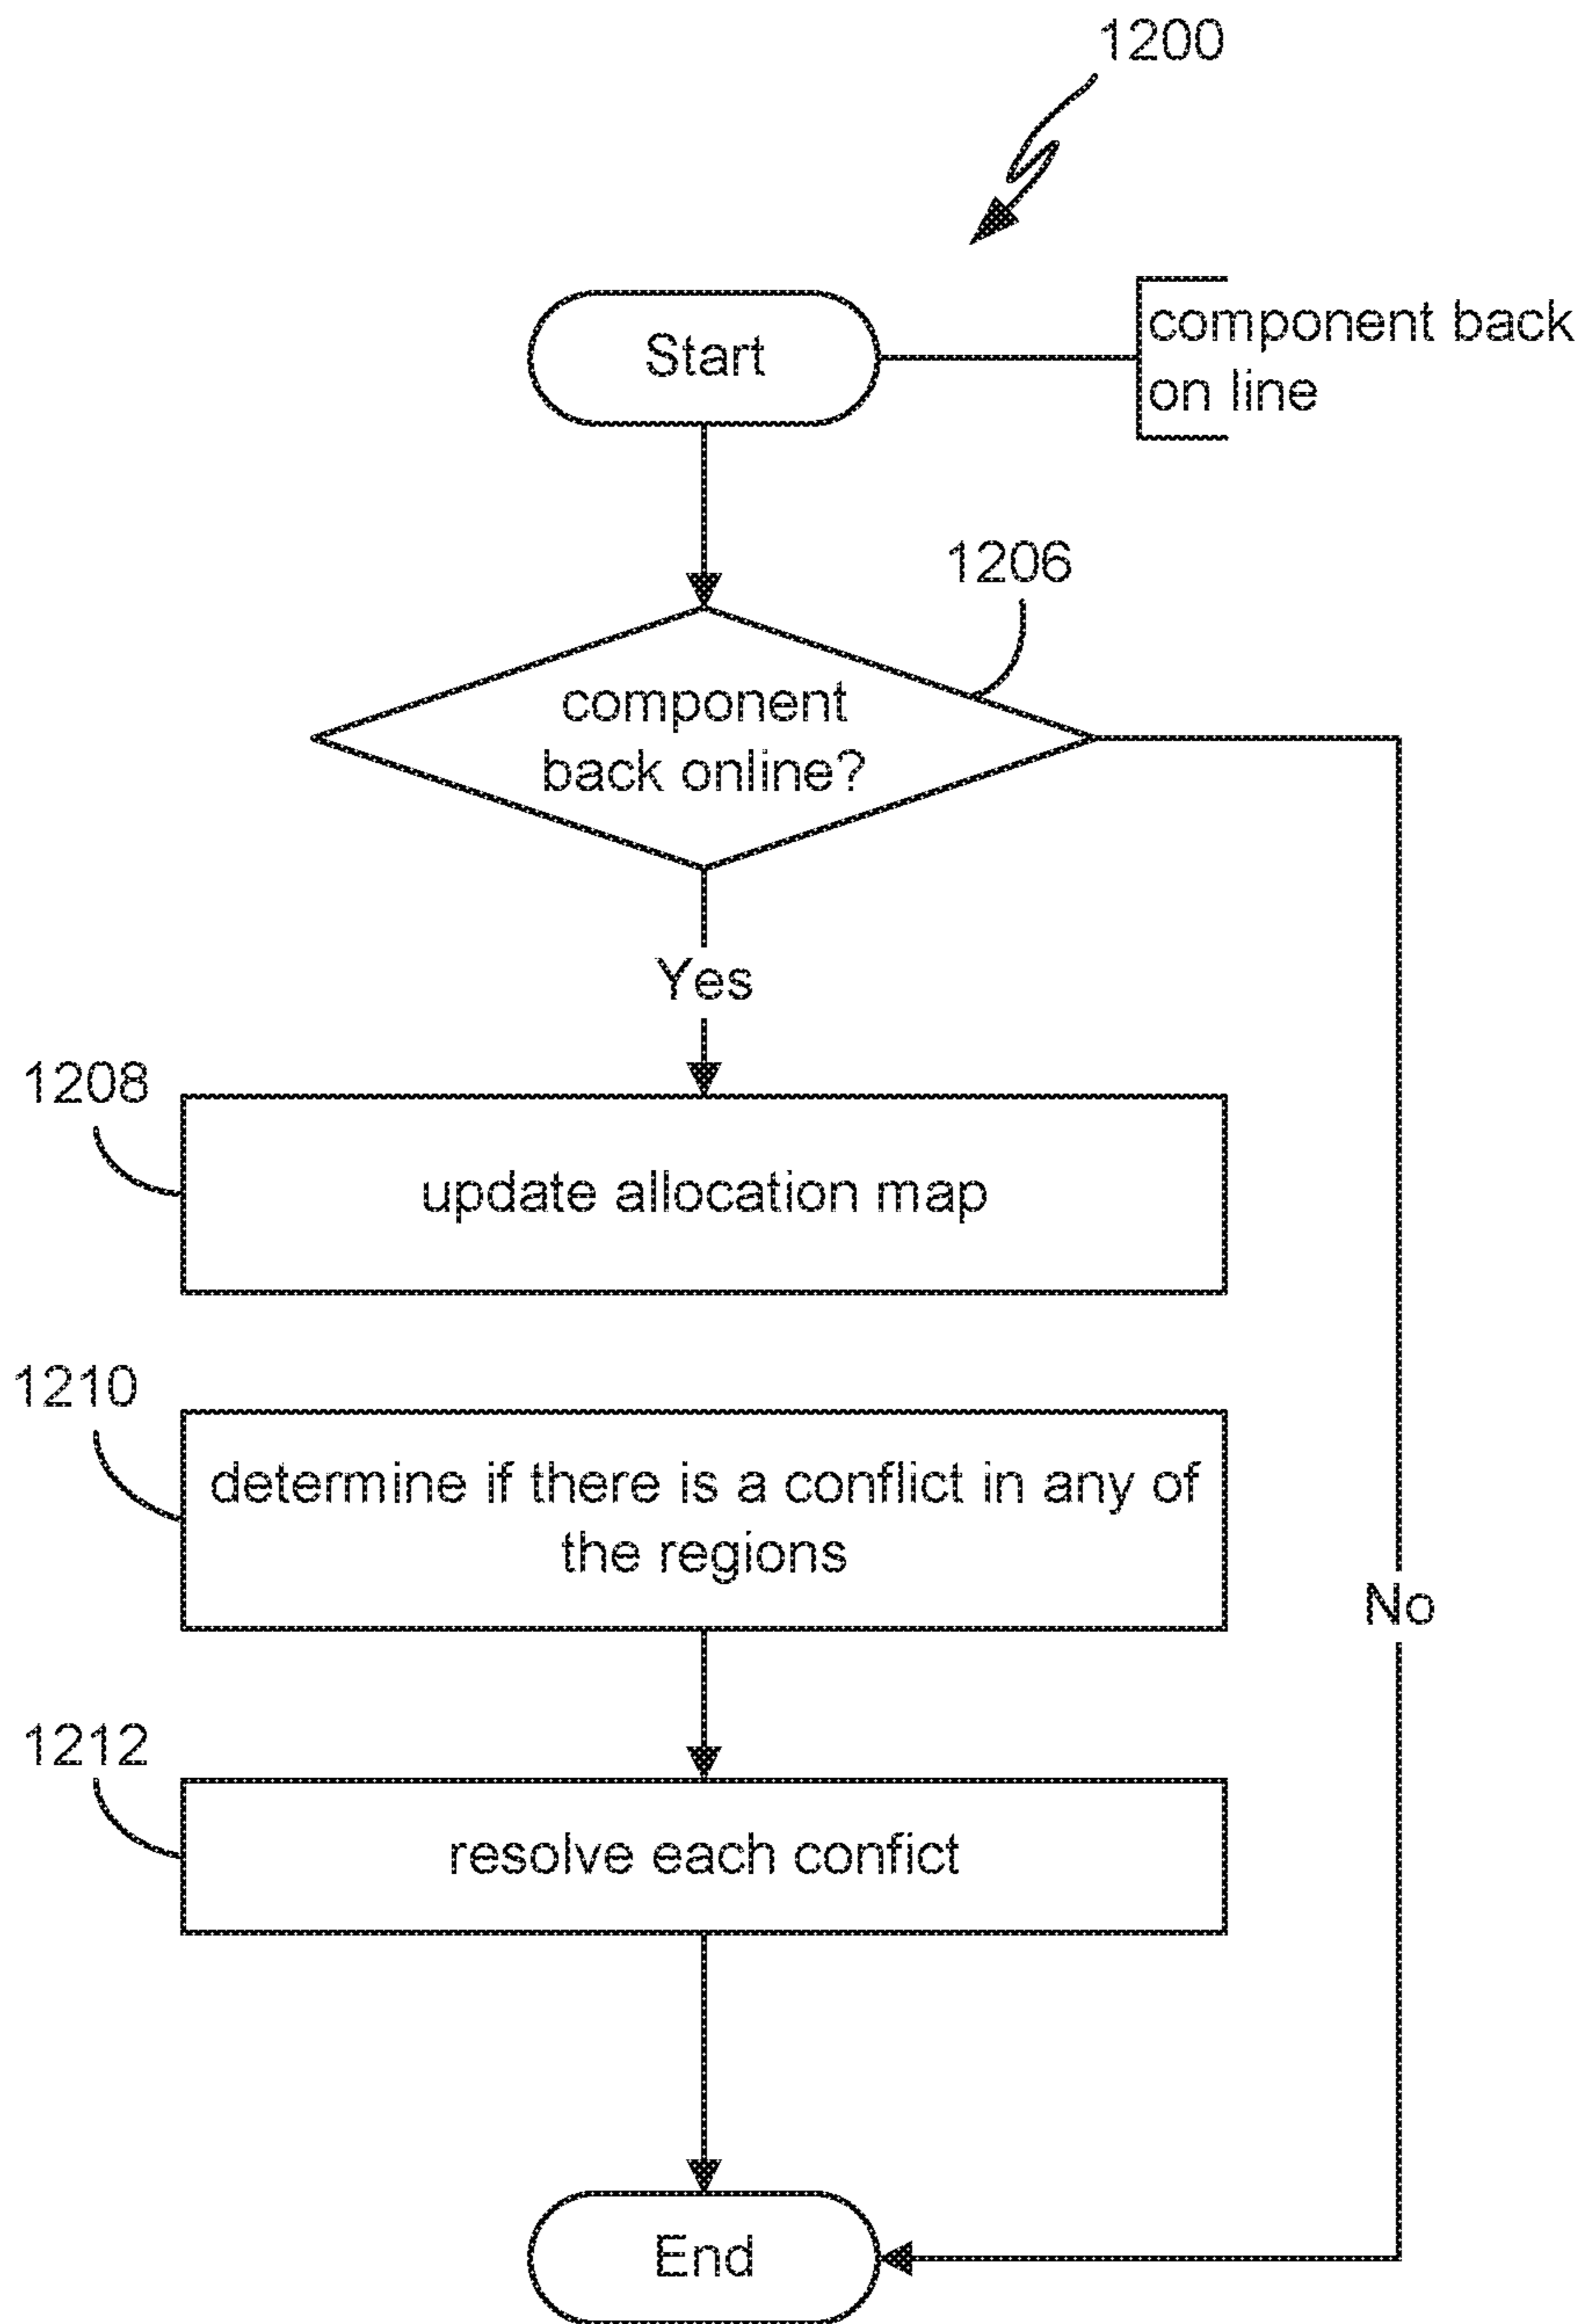 1200
Start
component back
on line
1206
component
back online?
Yes
1208
update allocation map
1210
determine if there is a conflict in any of
the regions
No
1212
resolve each confict
End